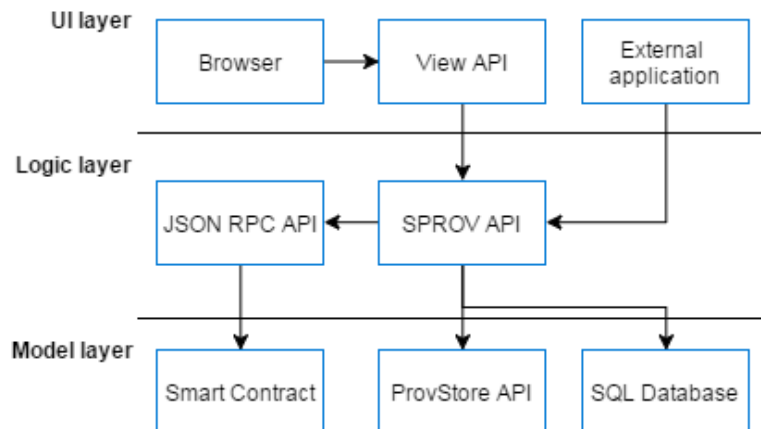 UI layer
Browser
View API
External
application
Logic layer
JSON RPC API
SPROV API
Model layer
Smart Contract
ProvStore API
SQL Database